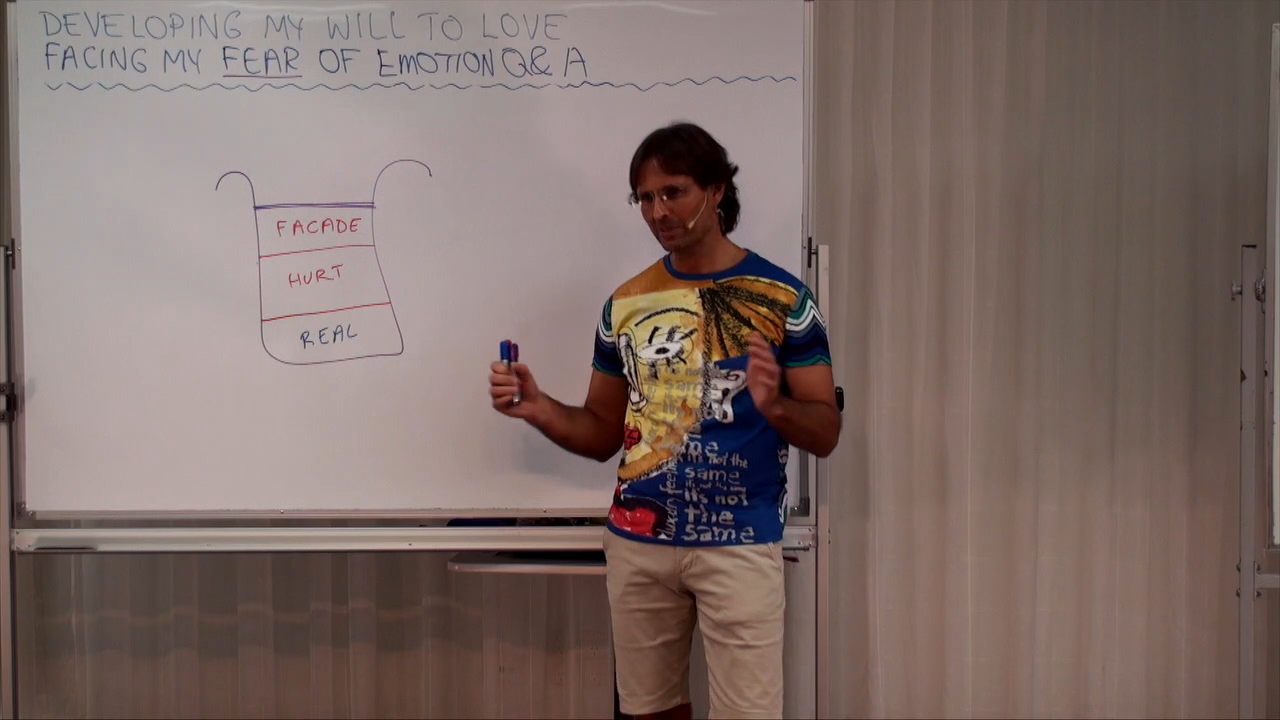 DEVELOPING MY WILL TO LOVE
FACING MY FEAR OF EMOTION Q & A
FACADE
HURT
REAL
same
not the
same
it's not
the
same